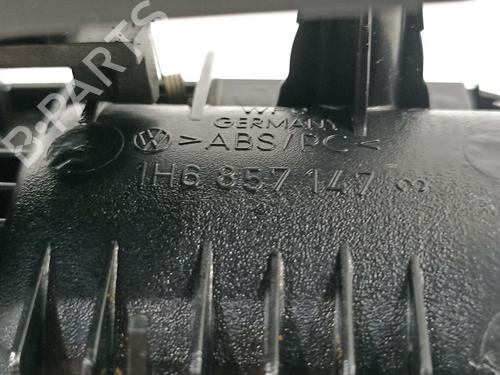 GERMANY
>ABS/PC<
1H6 857 147
B-PARTS